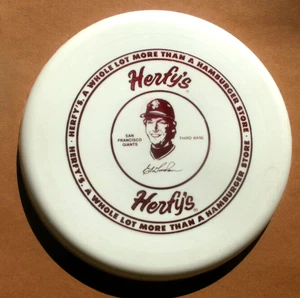 HERFY'S, A WHOLE LOT MORE THAN A HAMBURGER STORE •
Herfy's
SAN FRANCISCO GIANTS
THIRD BASE
Herfy's
HERFY'S, A WHOLE LOT MORE THAN A HAMBURGER STORE •